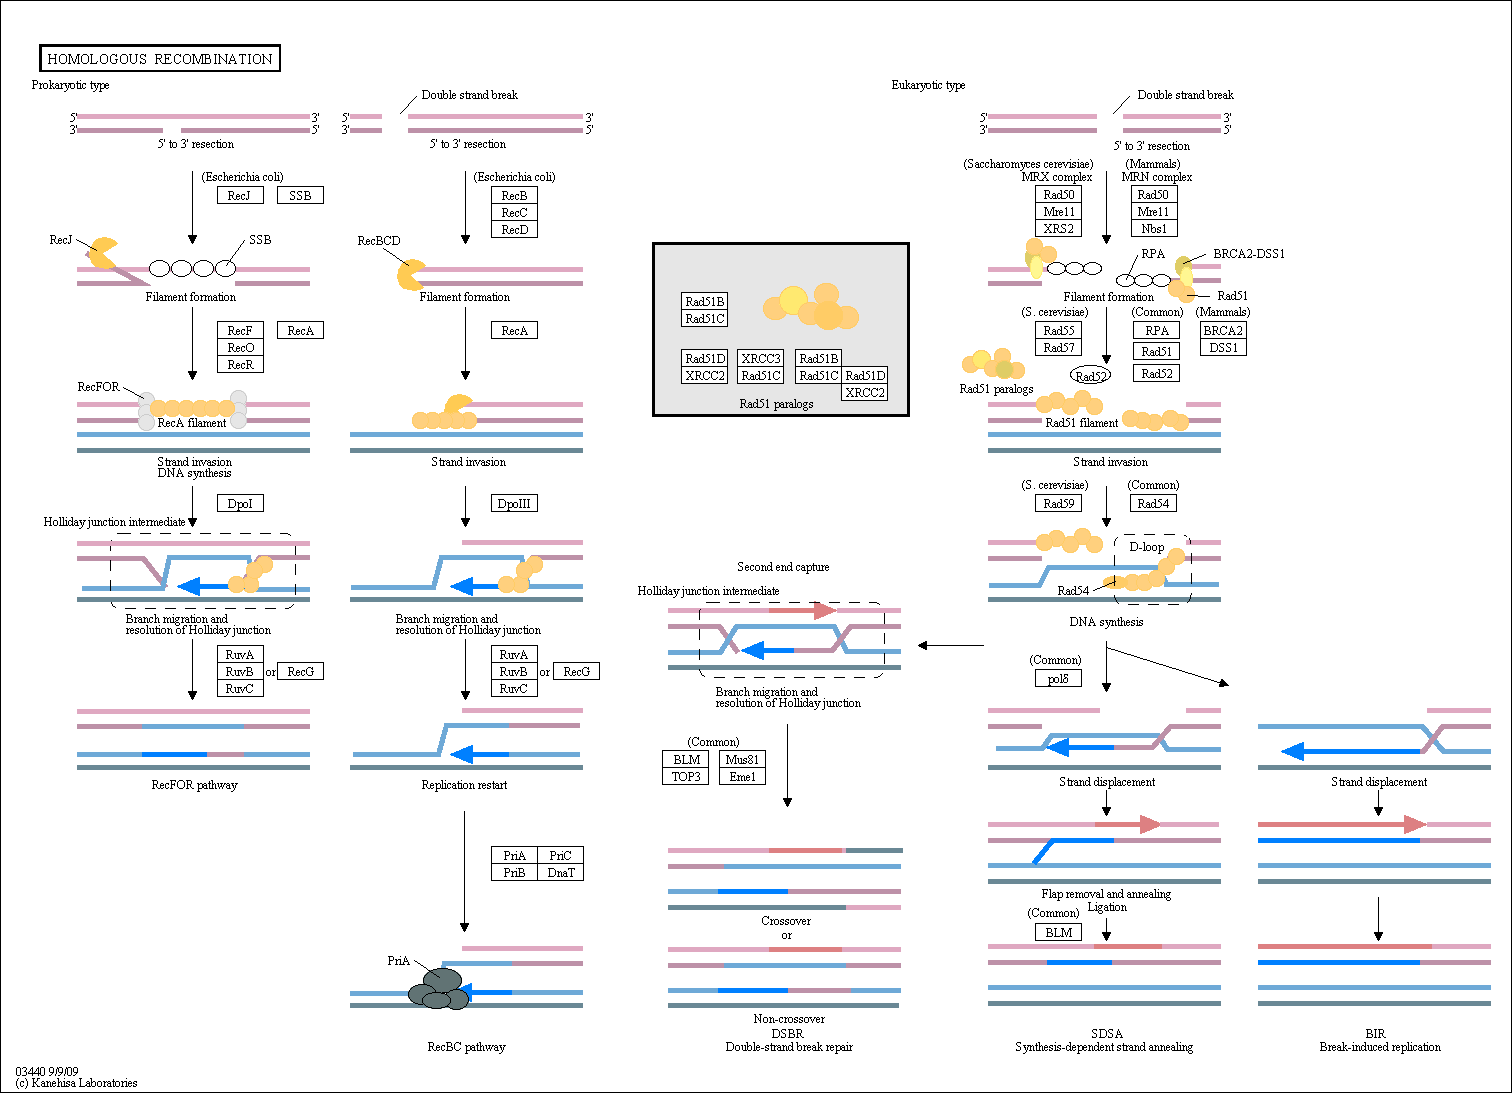 HOMOLOGOUS RECOMBINATION
Prokaryotic type
5'
3'
3'
5'
5' to 3' resection
(Escherichia coli)
RecJ
SSB
RecJ
SSB
Filament formation
RecF
RecA
RecO
RecR
RecFOR
RecA filament
Strand invasion
DNA synthesis
DpoI
Holliday junction intermediate
Branch migration and
resolution of Holliday junction
RuvA
RuvB
or
RecG
RuvC
RecFOR pathway
Double strand break
5'
3'
3'
5'
5' to 3' resection
(Escherichia coli)
RecB
RecC
RecD
RecBCD
Filament formation
RecA
Strand invasion
DpoIII
Branch migration and
resolution of Holliday junction
RuvA
RuvB
or
RecG
RuvC
Replication restart
PriA
PriC
PriB
DnaT
PriA
RecBC pathway
Rad51B
Rad51C
Rad51D
XRCC3
Rad51B
XRCC2
Rad51C
Rad51C
Rad51D
XRCC2
Rad51 paralogs
Second end capture
Holliday junction intermediate
Branch migration and
resolution of Holliday junction
(Common)
BLM
Mus81
TOP3
Eme1
Crossover
or
Non-crossover
DSBR
Double-strand break repair
Eukaryotic type
Double strand break
5'
3'
3'
5'
5' to 3' resection
(Saccharomyces cerevisiae)
(Mammals)
MRX complex
MRN complex
Rad50
Rad50
Mre11
Mre11
XRS2
Nbs1
RPA
BRCA2-DSS1
Filament formation
Rad51
(S. cerevisiae)
(Common)
(Mammals)
Rad55
RPA
BRCA2
Rad57
Rad51
DSS1
Rad52
Rad52
Rad51 paralogs
Rad51 filament
Strand invasion
(S. cerevisiae)
(Common)
Rad59
Rad54
D-loop
Rad54
DNA synthesis
(Common)
polδ
Strand displacement
Strand displacement
Flap removal and annealing
Ligation
(Common)
BLM
SDSA
Synthesis-dependent strand annealing
BIR
Break-induced replication
03440 9/9/09
(c) Kanehisa Laboratories